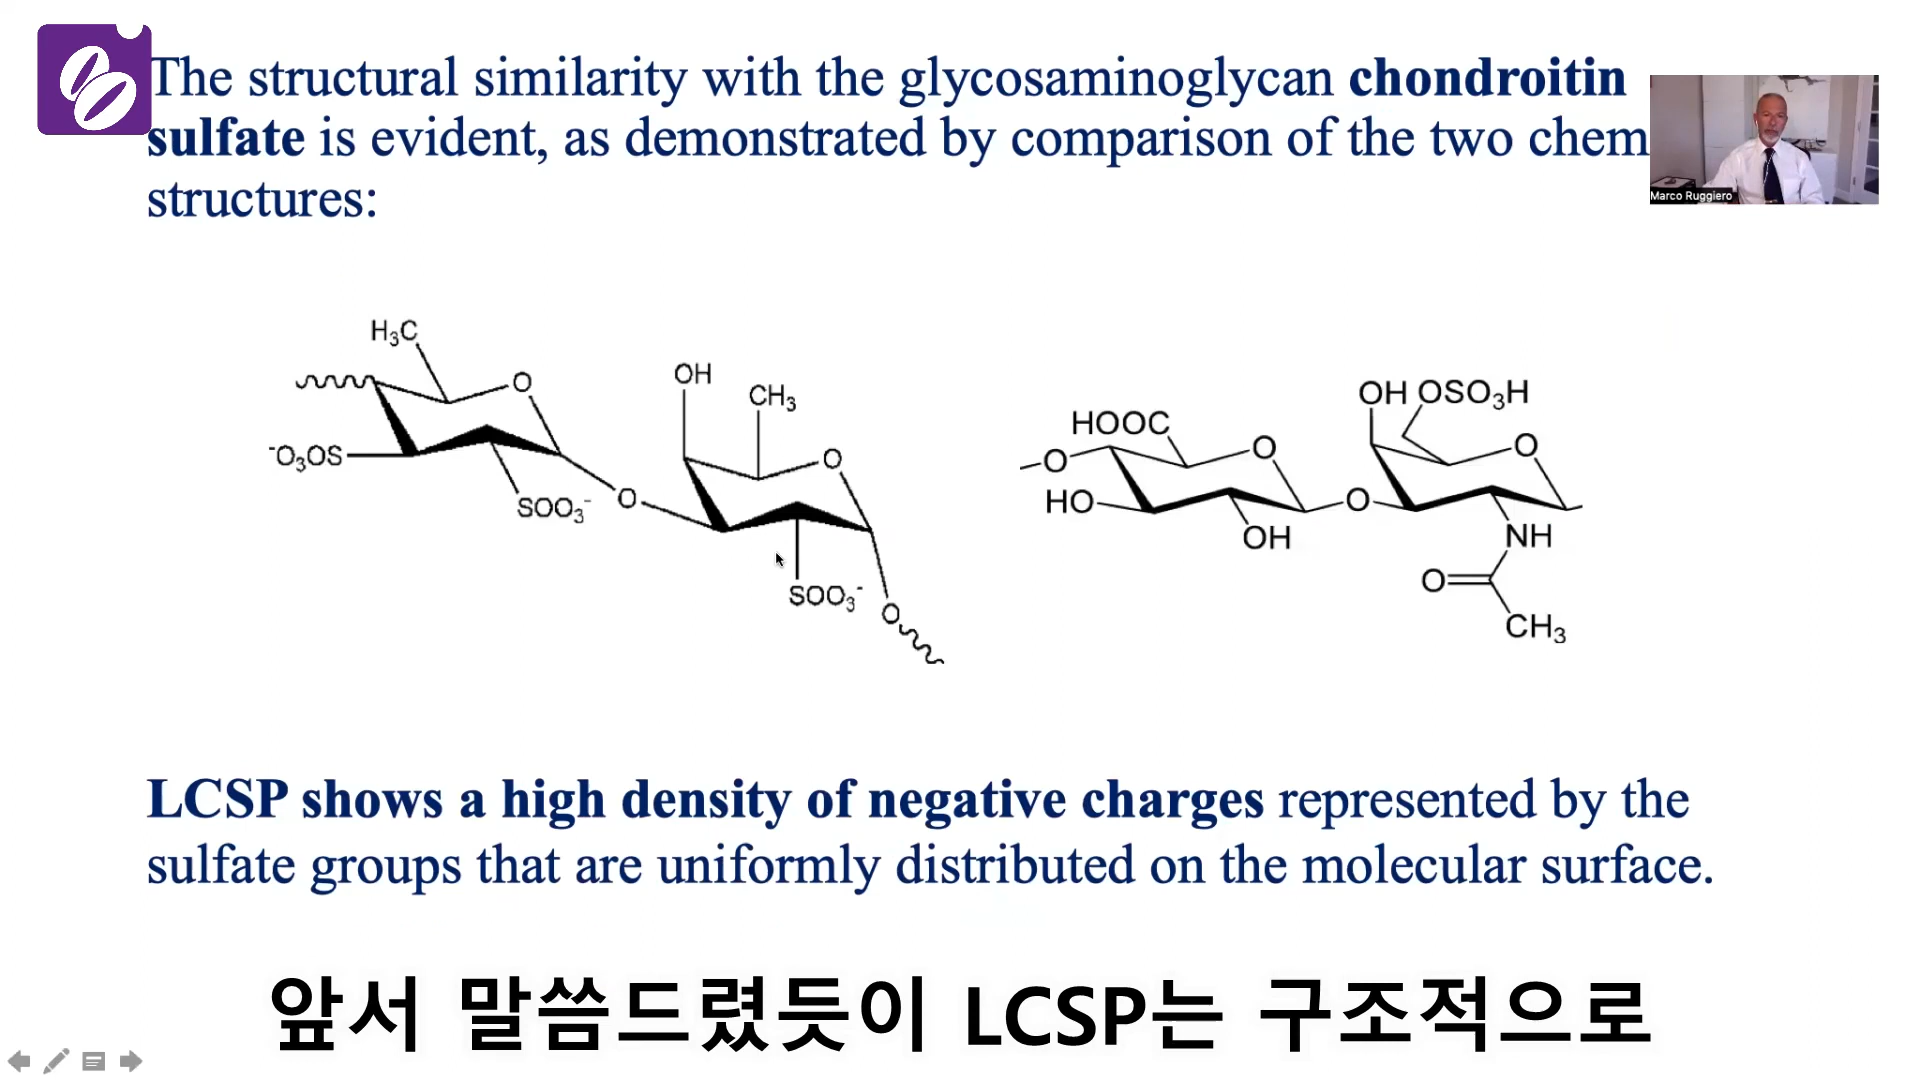 The structural similarity with the glycosaminoglycan chondroitin
sulfate is evident, as demonstrated by comparison of the two chem
structures:
Marco Ruggiero
H3C
O
-O3OS
SOO3-
O
OH
CH3
O
SOO3-
O
HOOC
O
O
HO
OH
O
OH OSO3H
O
NH
O
CH3
LCSP shows a high density of negative charges represented by the
sulfate groups that are uniformly distributed on the molecular surface.
앞서 말씀드렸듯이 LCSP는 구조적으로